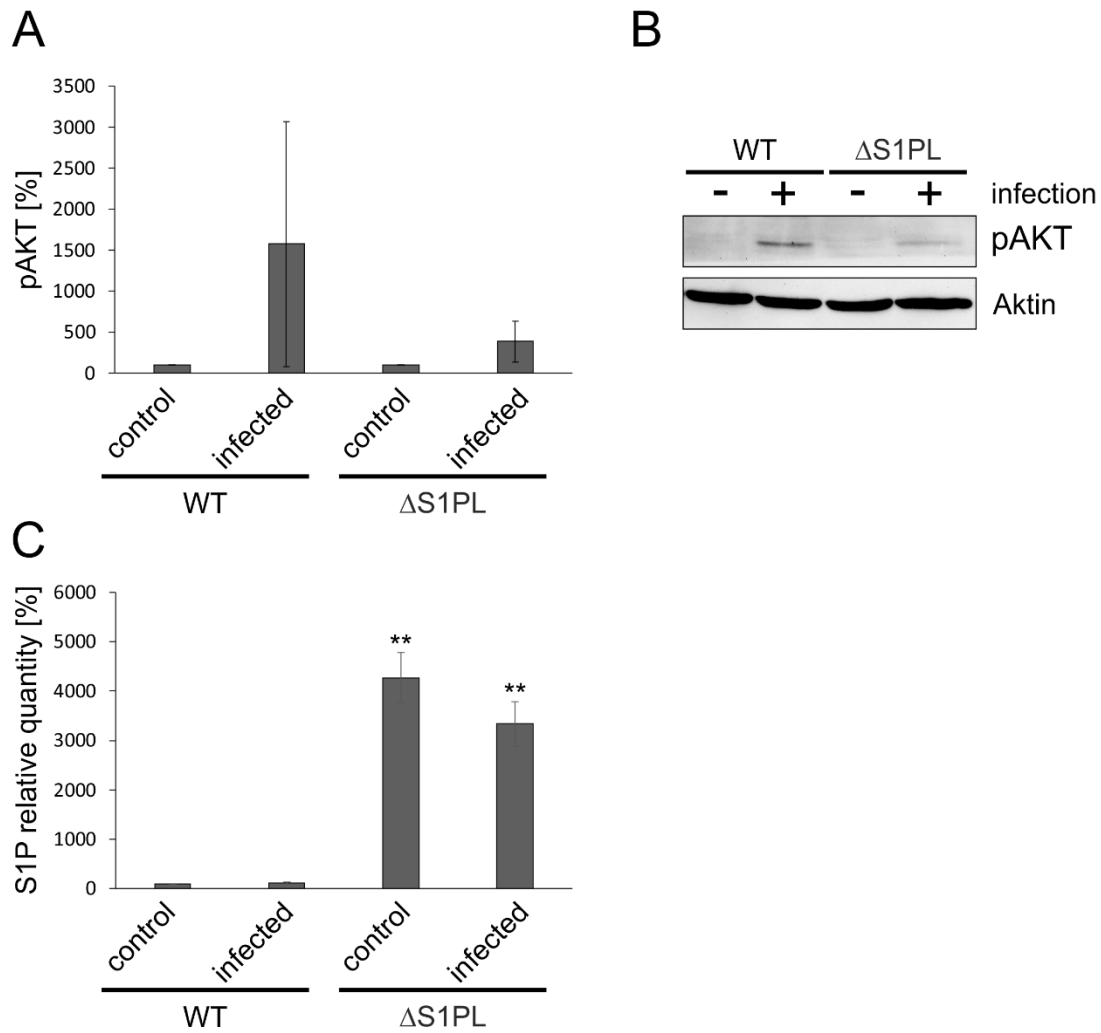 A
pAKT [%]
3500
3000
2500
2000
1500
1000
500
0
control
infected
control
infected
WT
ΔS1PL
B
WT ΔS1PL
- + - + infection
pAKT
Aktin
C
S1P relative quantity [%]
6000
5000
4000
3000
2000
1000
0
**
**
control
infected
control
infected
WT
ΔS1PL